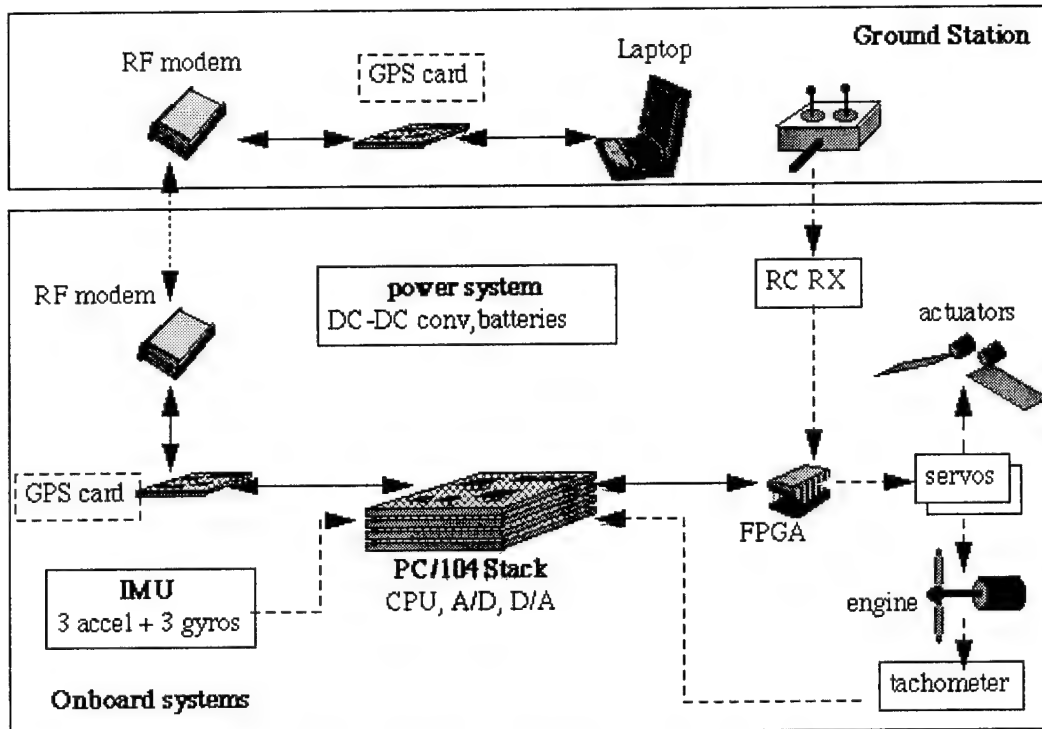 Ground Station
RF modem
GPS card
Laptop
RF modem
power system
DC-DC conv,batteries
RC RX
actuators
GPS card
servos
FPGA
PC/104 Stack
CPU, A/D, D/A
IMU
3 accel + 3 gyros
engine
tachometer
Onboard systems